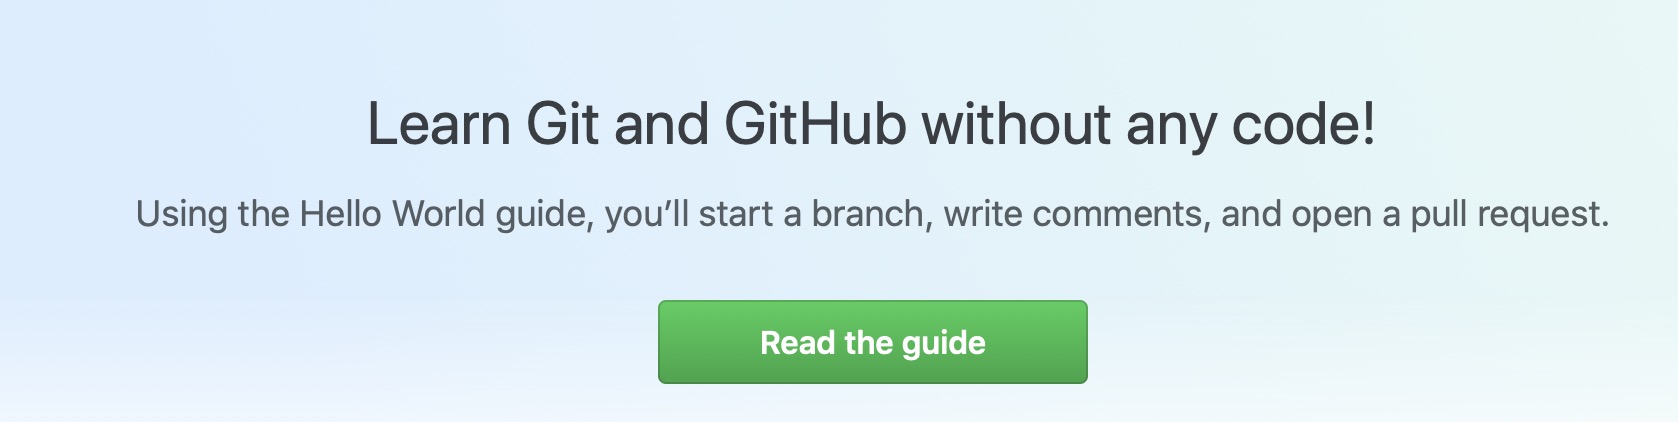 Learn Git and GitHub without any code!
Using the Hello World guide, you’ll start a branch, write comments, and open a pull request.
Read the guide